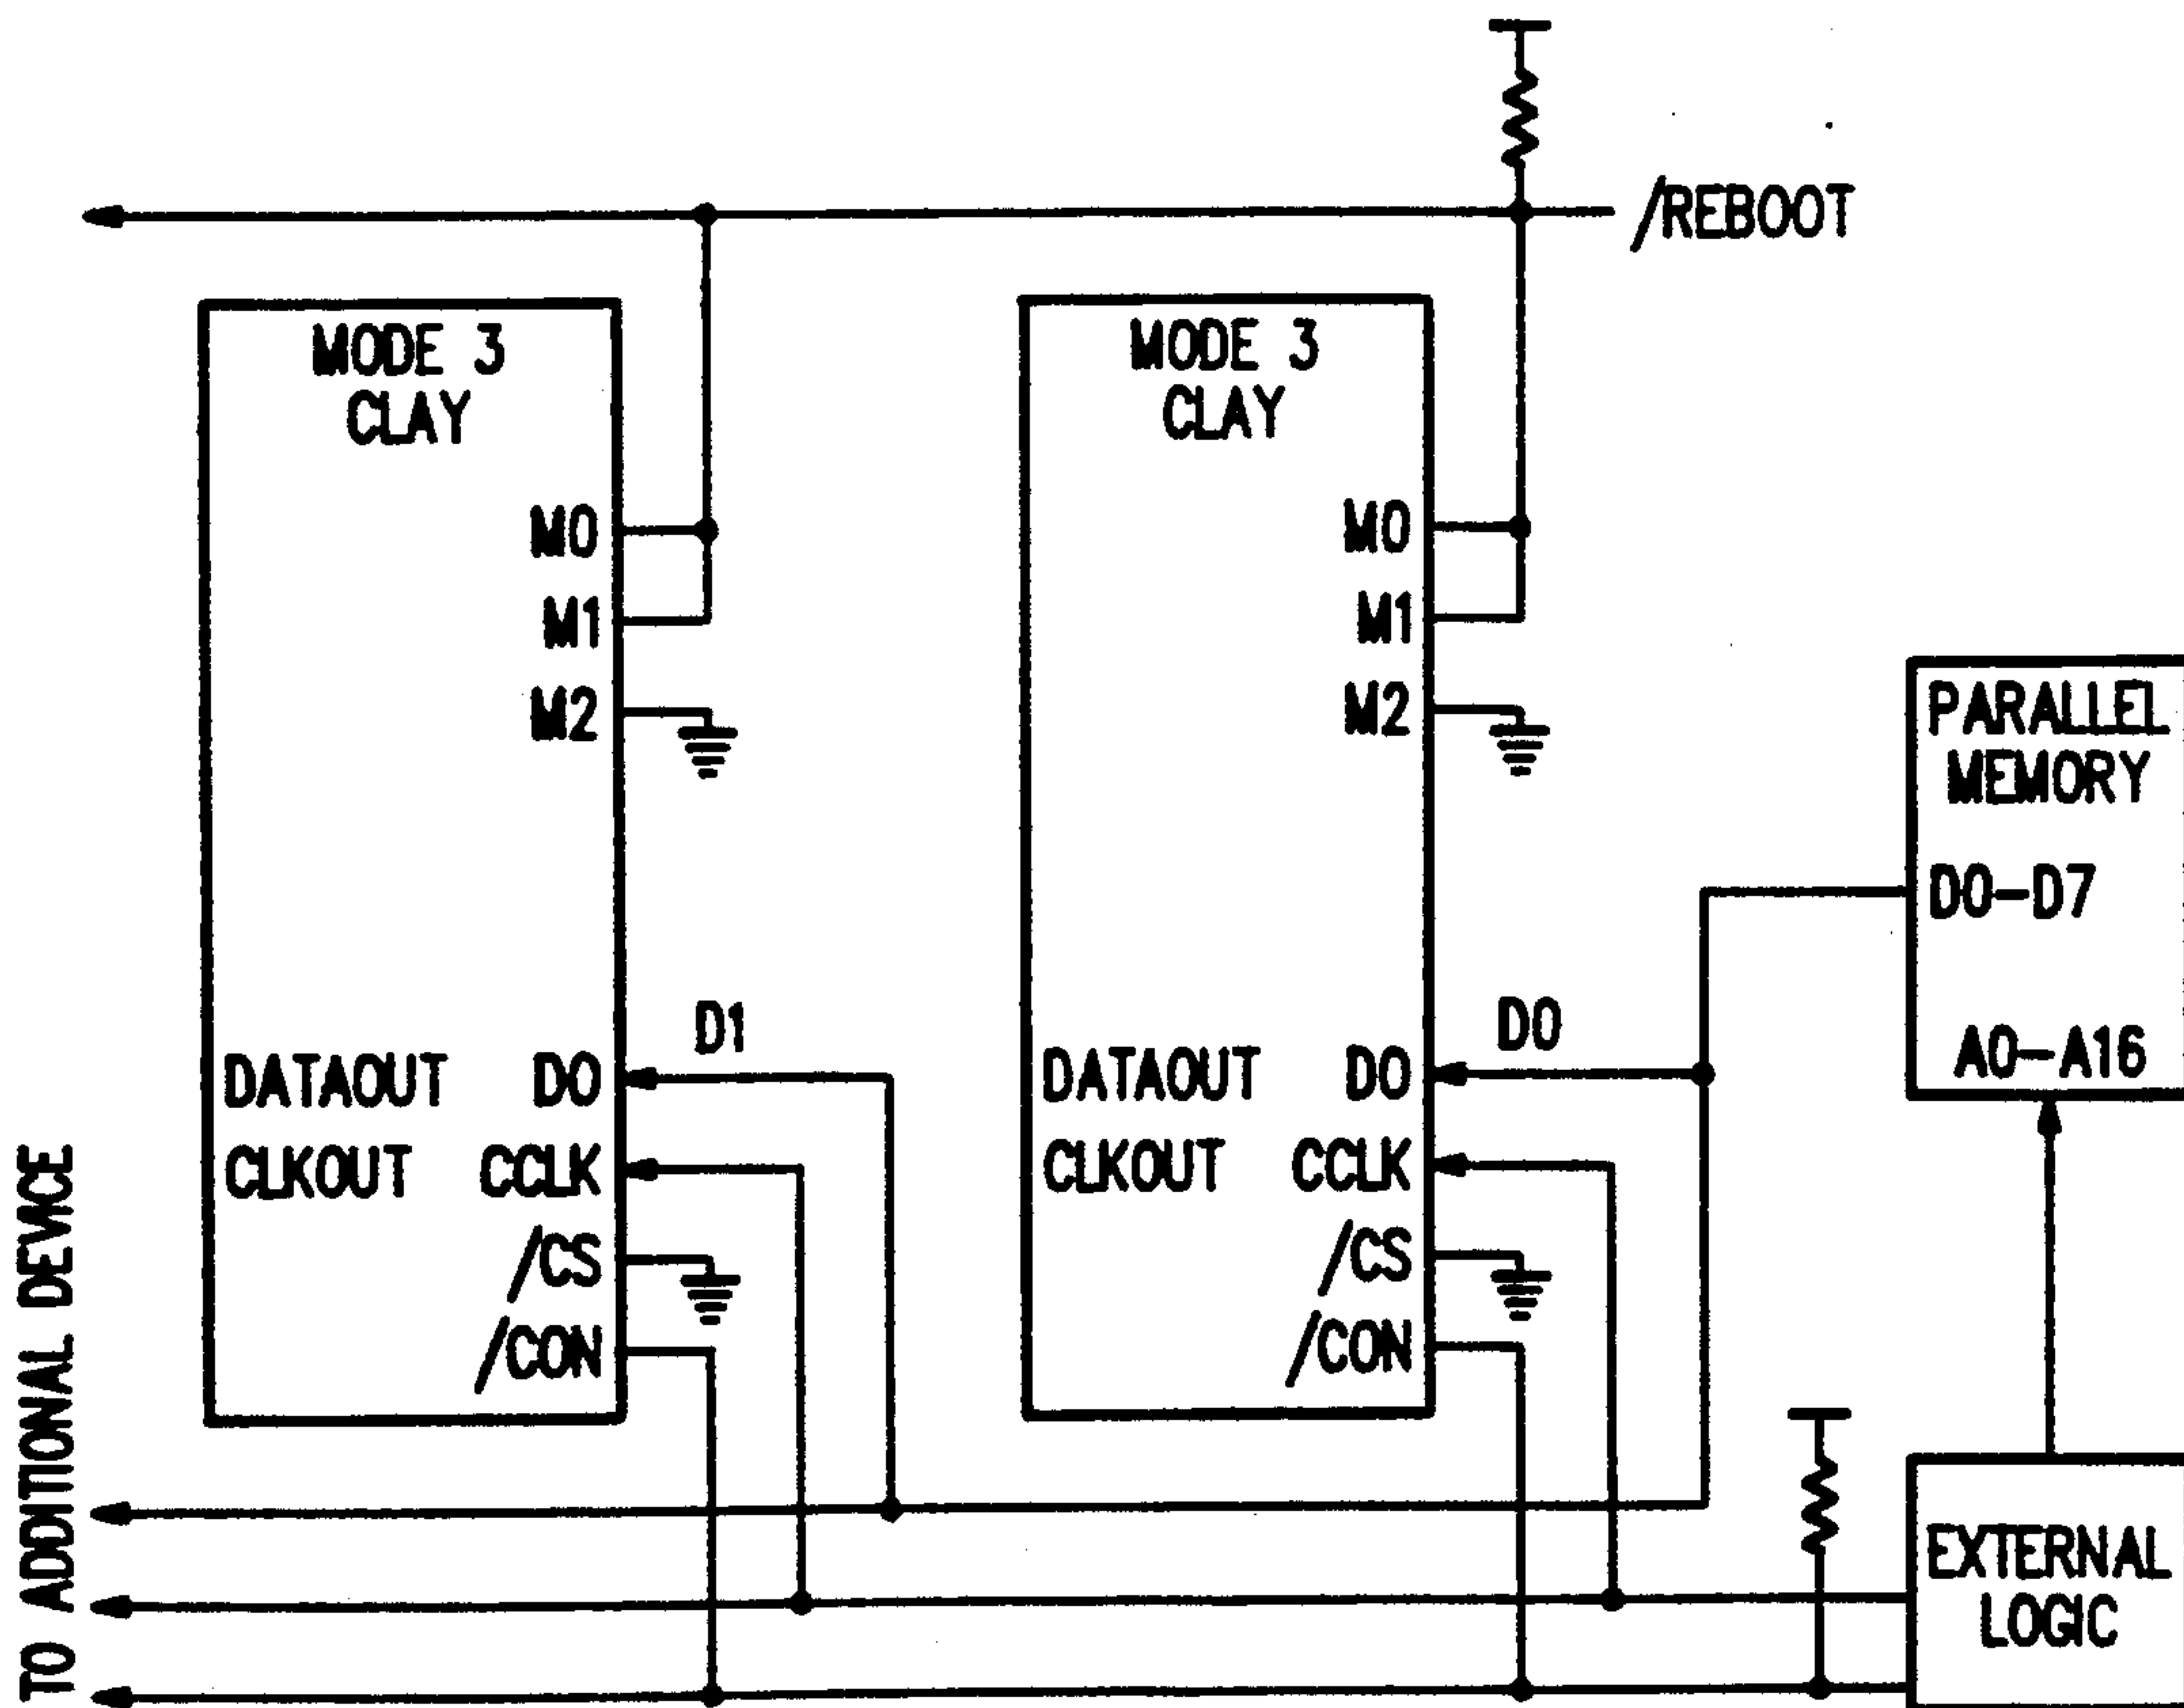 /REBOOT
MODE 3
CLAY
M0
M1
M2
D1
DATAOUT D0
CLKOUT CCLK
/CS
/CON
MODE 3
CLAY
M0
M1
M2
D0
DATAOUT D0
CLKOUT CCLK
/CS
/CON
PARALLEL
MEMORY
D0-D7
A0-A16
EXTERNAL
LOGIC
TO ADDITIONAL DEVICE